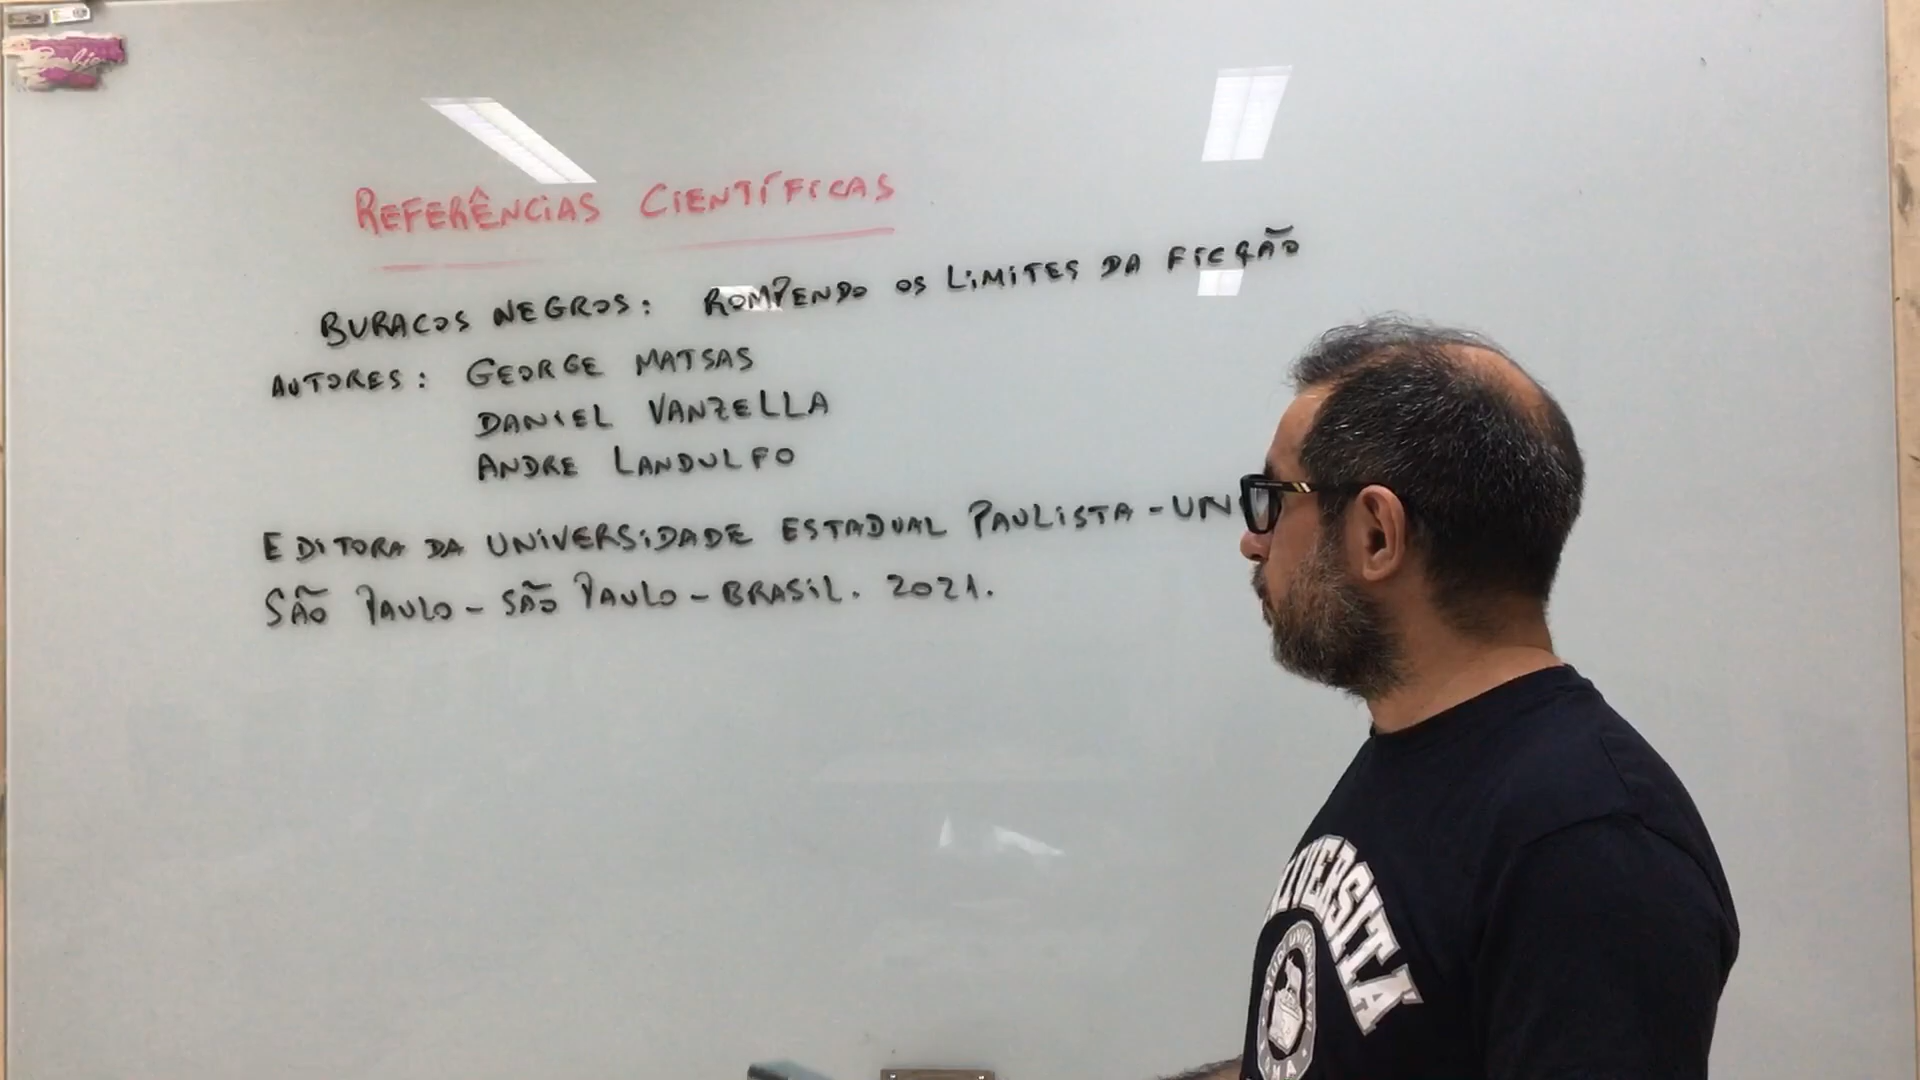 REFERÊNCIAS CIENTÍFICAS
BURACOS NEGROS: ROMPENDO OS LIMITES DA FICÇÃO
AUTORES: GEORGE MATSAS
DANIEL VANZELLA
ANDRE LANDULFO
EDITORA DA UNIVERSIDADE ESTADUAL PAULISTA - UN
SÃO PAULO - SÃO PAULO - BRASIL. 2021.
IVERSITÁ